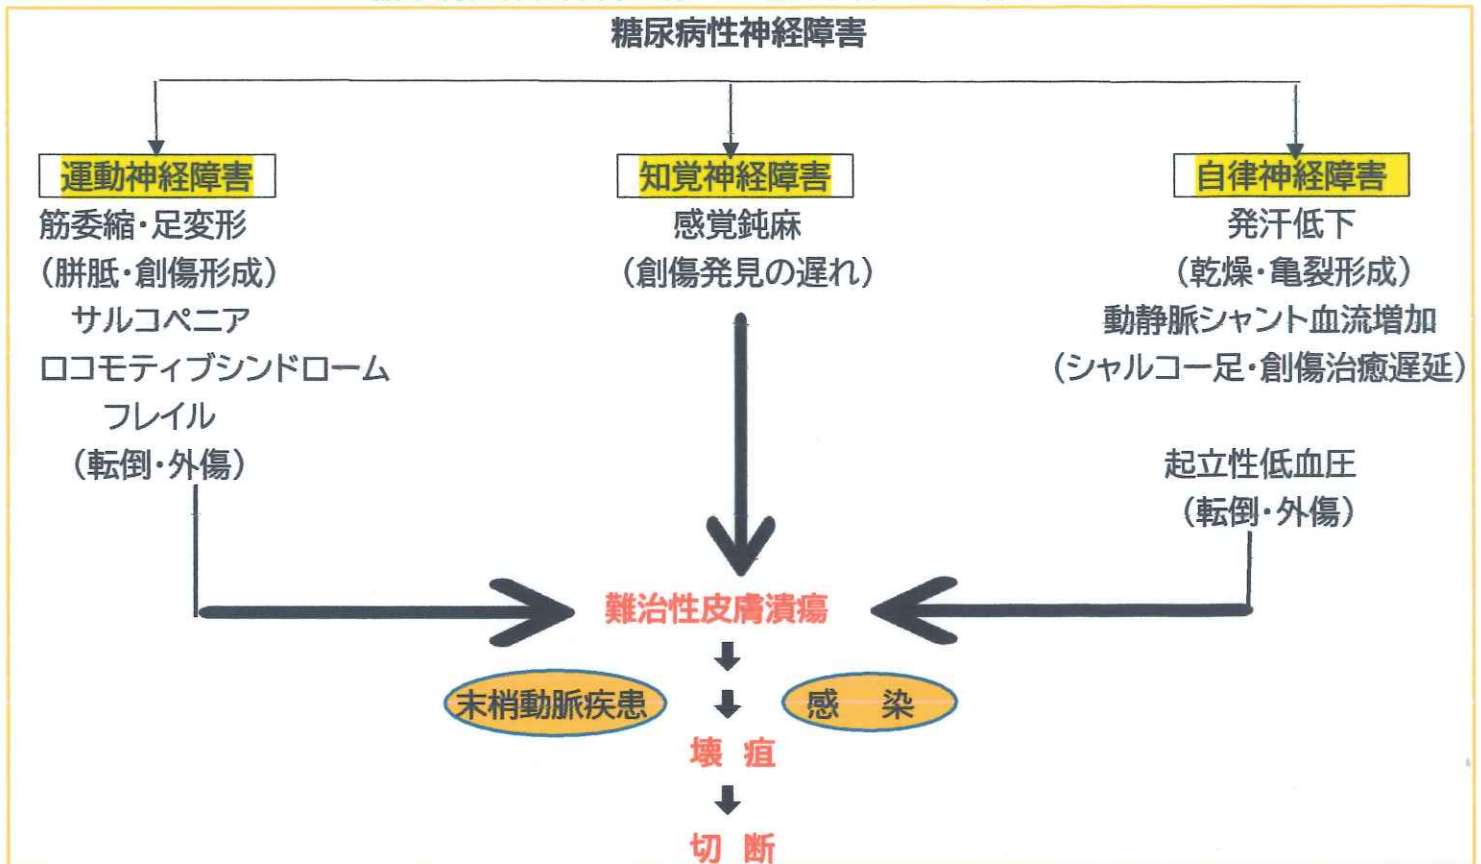 糖尿病性神経障害
運動神経障害
筋委縮・足変形
(胼胝・創傷形成)
サルコペニア
ロコモティブシンドローム
フレイル
(転倒・外傷)
知覚神経障害
感覚鈍麻
(創傷発見の遅れ)
自律神経障害
発汗低下
(乾燥・亀裂形成)
動静脈シャント血流増加
(シャルコー足・創傷治癒遅延)
起立性低血圧
(転倒・外傷)
難治性皮膚潰瘍
末梢動脈疾患
感 染
壊 疽
切 断